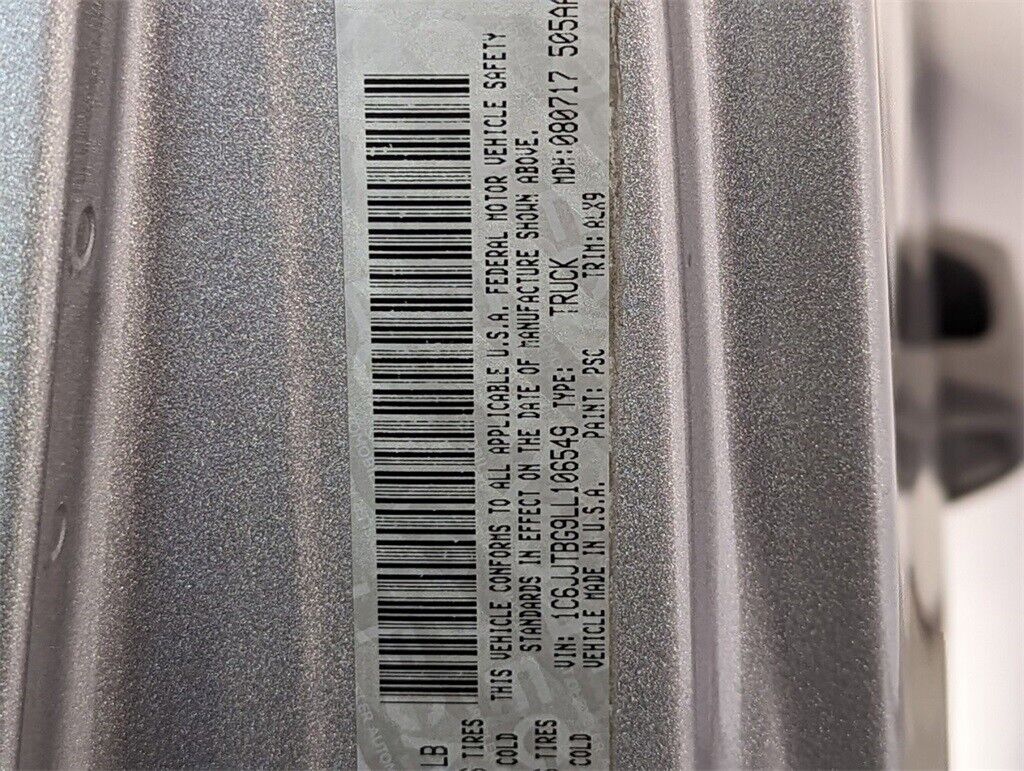 LB
TIRES
COLD
THIS VEHICLE CONFORMS TO ALL APPLICABLE U.S.A. FEDERAL MOTOR VEHICLE SAFETY
STANDARDS IN EFFECT ON THE DATE OF MANUFACTURE SHOWN ABOVE.
TIRES
VIN: 1C6JJTBG9LL106549 TYPE: TRUCK MDH:080717 505AA
COLD
VEHICLE MADE IN U.S.A. PAINT: PSC TRIM: ALX9